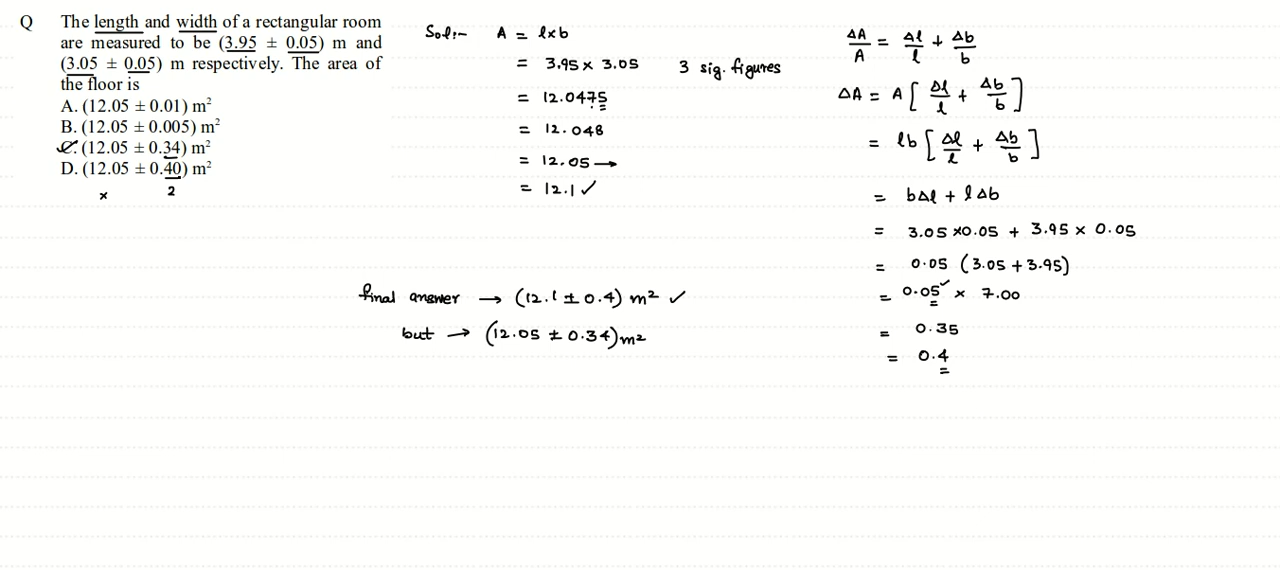 Q The length and width of a rectangular room
are measured to be (3.95 ± 0.05) m and
(3.05 ± 0.05) m respectively. The area of
the floor is
A. (12.05 ± 0.01) m²
B. (12.05 ± 0.005) m²
C. (12.05 ± 0.34) m²
D. (12.05 ± 0.40) m²
× 2
Sol:- A = l×b
= 3.95 × 3.05 3 sig. figures
= 12.0475
= 12.048
= 12.05 →
= 12.1 ✓
ΔA/A = Δl/l + Δb/b
ΔA = A [ Δl/l + Δb/b ]
= lb [ Δl/l + Δb/b ]
= bΔl + lΔb
= 3.05 ×0.05 + 3.95 × 0.05
= 0.05 (3.05 + 3.95)
= 0.05 × 7.00
= 0.35
= 0.4
final answer → (12.1 ± 0.4) m² ✓
but → (12.05 ± 0.34) m²